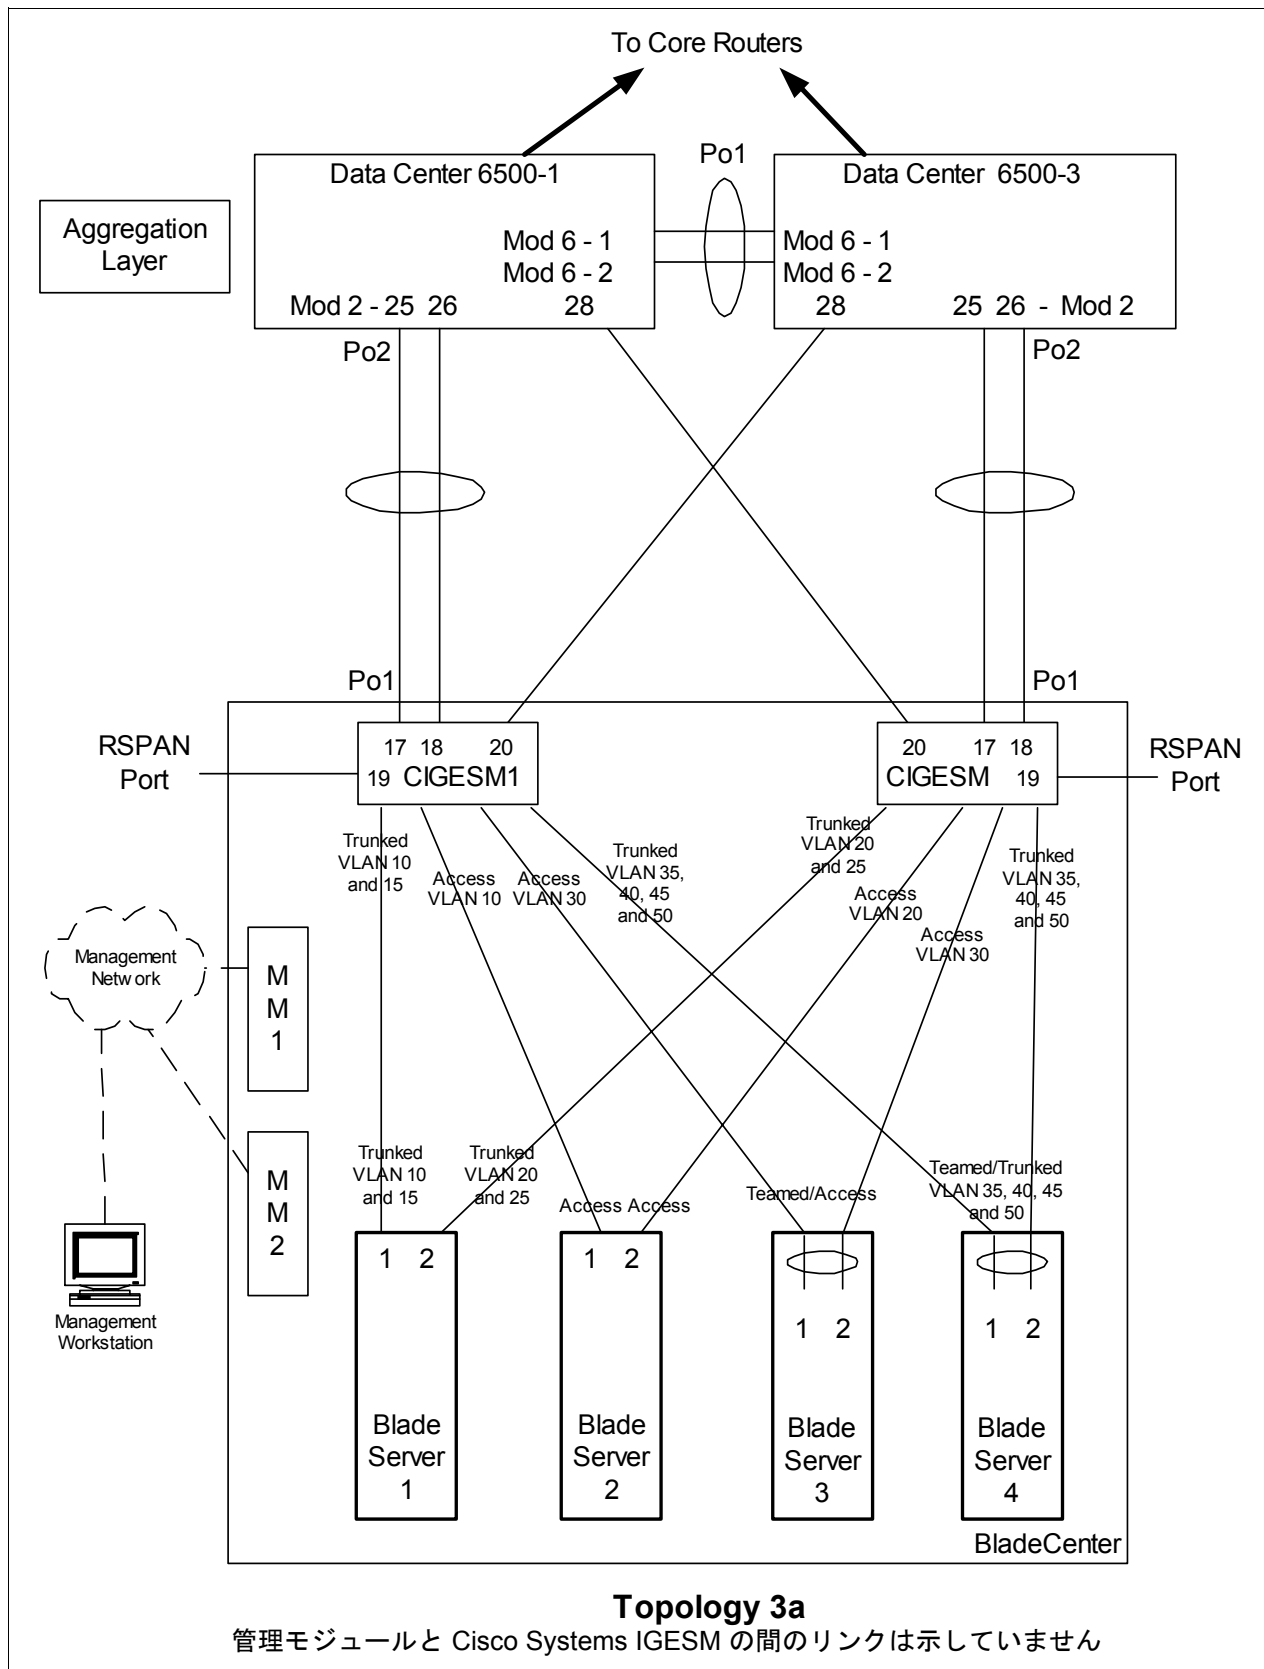 To Core Routers
Po1
Data Center 6500-1
Data Center 6500-3
Aggregation
Layer
Mod 6 - 1
Mod 6 - 2
Mod 6 - 1
Mod 6 - 2
Mod 2 - 25 26 28
28 25 26 - Mod 2
Po2
Po2
Po1
Po1
RSPAN
Port
17 18 20
19 CIGESM1
20 17 18
CIGESM 19
RSPAN
Port
Trunked
VLAN 10
and 15
Access
VLAN 10
Access
VLAN 30
Trunked
VLAN 35,
40, 45
and 50
Trunked
VLAN 20
and 25
Access
VLAN 20
Access
VLAN 30
Trunked
VLAN 35,
40, 45
and 50
Management
Network
M
M
1
M
M
2
Management
Workstation
Trunked
VLAN 10
and 15
Trunked
VLAN 20
and 25
Access Access
Teamed/Access
Teamed/Trunked
VLAN 35, 40, 45
and 50
1 2
1 2
1 2
1 2
Blade
Server
1
Blade
Server
2
Blade
Server
3
Blade
Server
4
BladeCenter
Topology 3a
管理モジュールと Cisco Systems IGESM の間のリンクは示していません